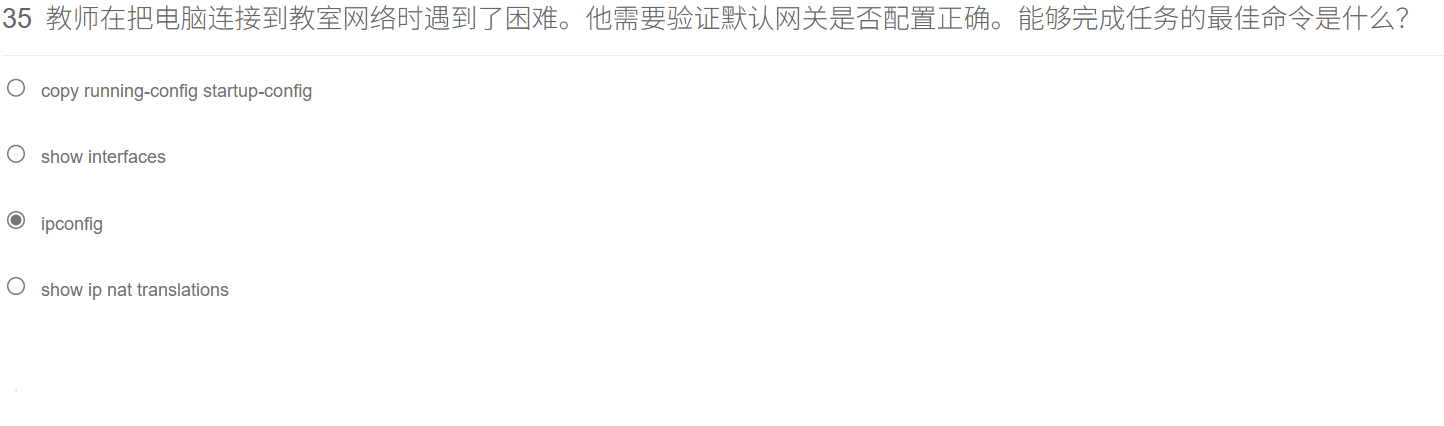 35 教师在把电脑连接到教室网络时遇到了困难。他需要验证默认网关是否配置正确。能够完成任务的最佳命令是什么?
copy running-config startup-config
show interfaces
ipconfig
show ip nat translations